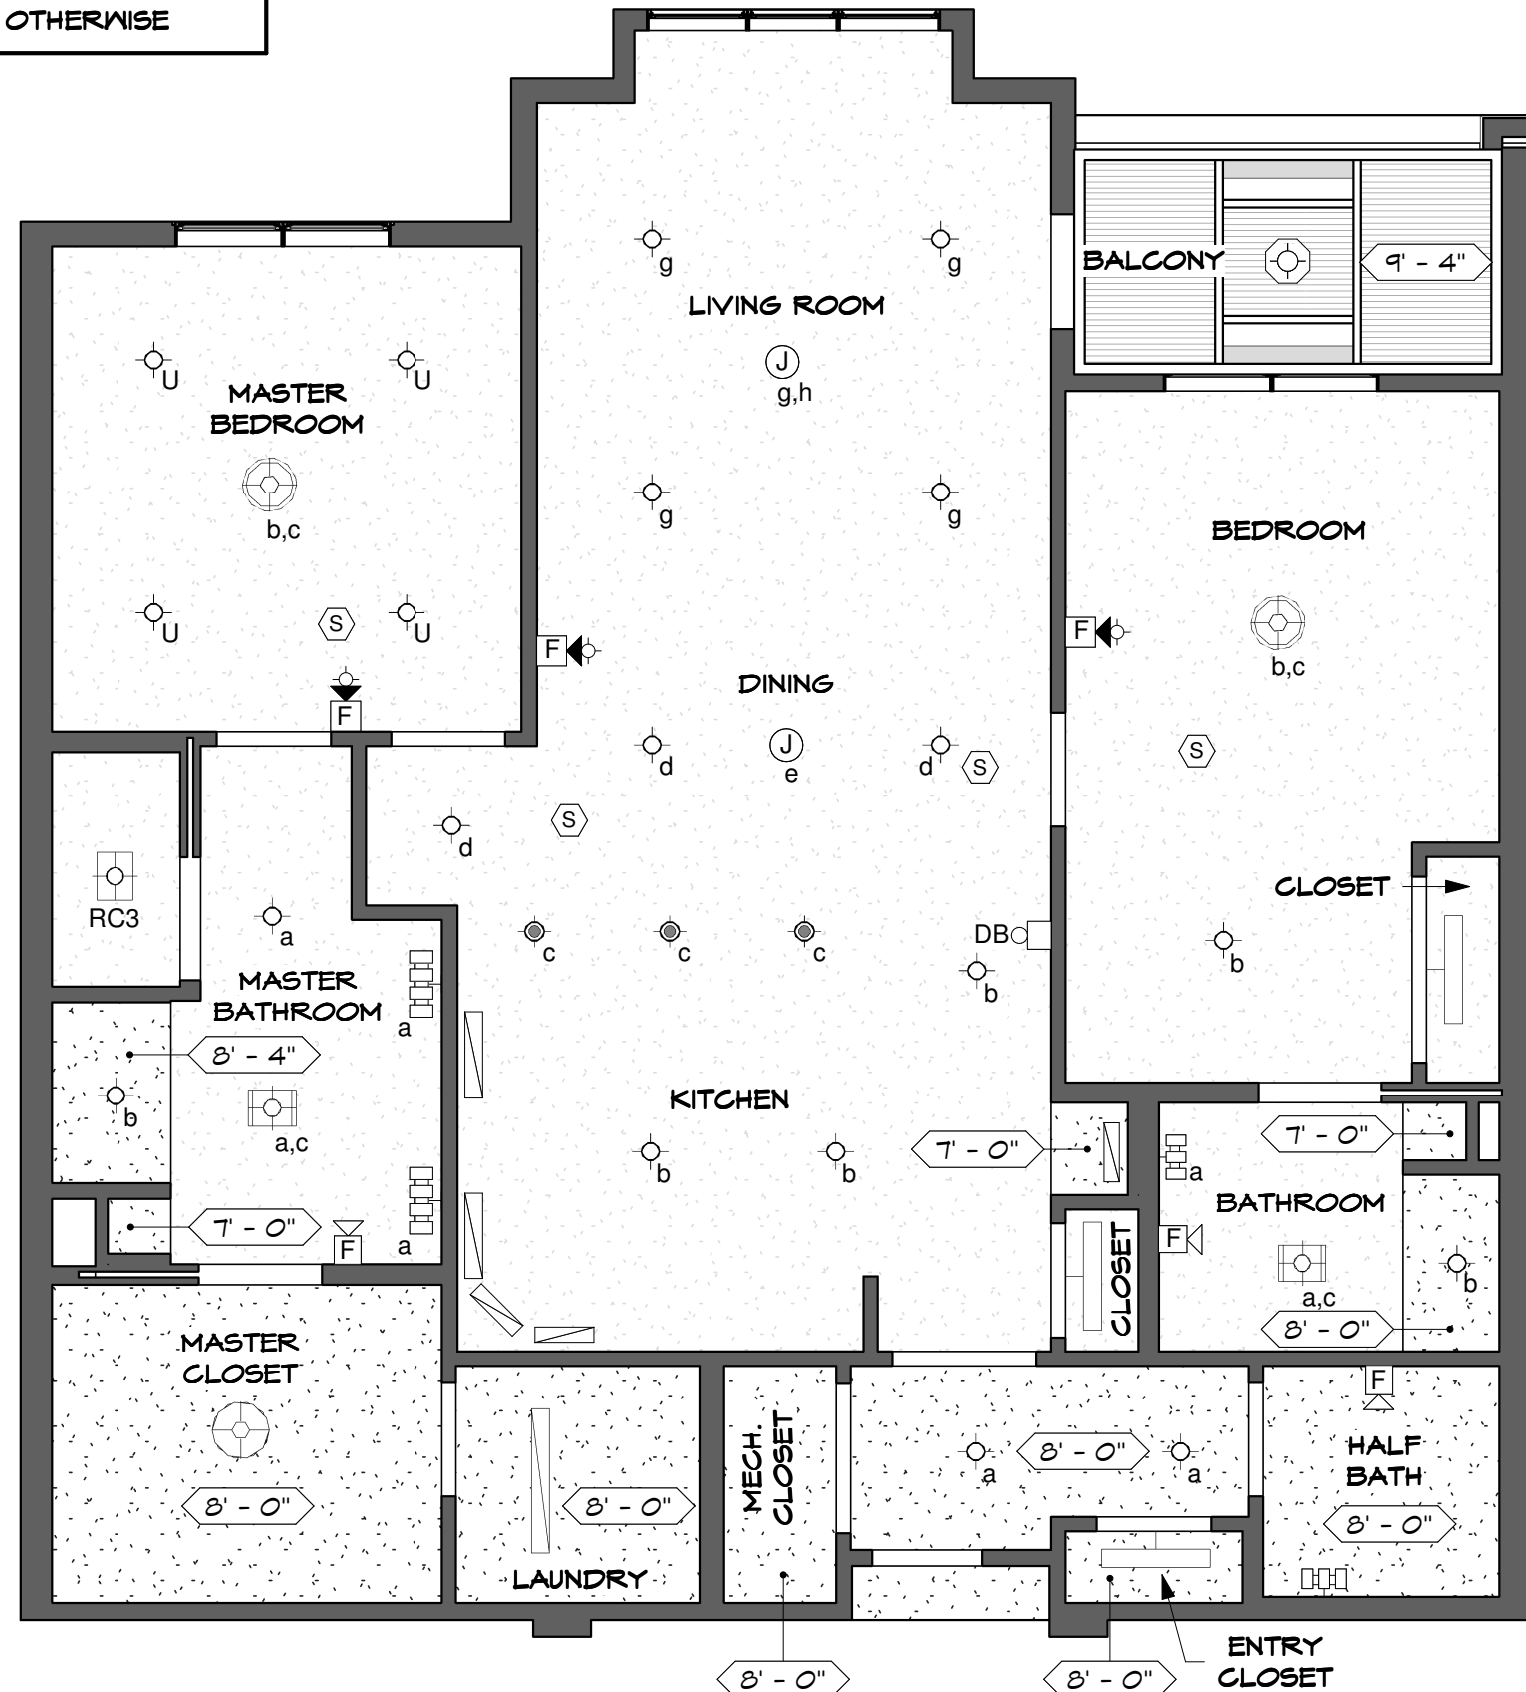 OTHERWISE
g
g
BALCONY
9' - 4"
LIVING ROOM
J
g,h
U
U
MASTER
BEDROOM
b,c
g
g
BEDROOM
U
U
S
F
F
F
b,c
DINING
J
e
d
d
S
S
S
d
RC3
a
c
c
c
DB
b
CLOSET
b
MASTER
BATHROOM
a
8' - 4"
b
a,c
KITCHEN
b
b
7' - 0"
7' - 0"
a
BATHROOM
7' - 0"
F
a
F
CLOSET
a,c
b
8' - 0"
MASTER
CLOSET
8' - 0"
8' - 0"
LAUNDRY
MECH.
CLOSET
a
8' - 0"
a
F
HALF
BATH
8' - 0"
8' - 0"
8' - 0"
ENTRY
CLOSET